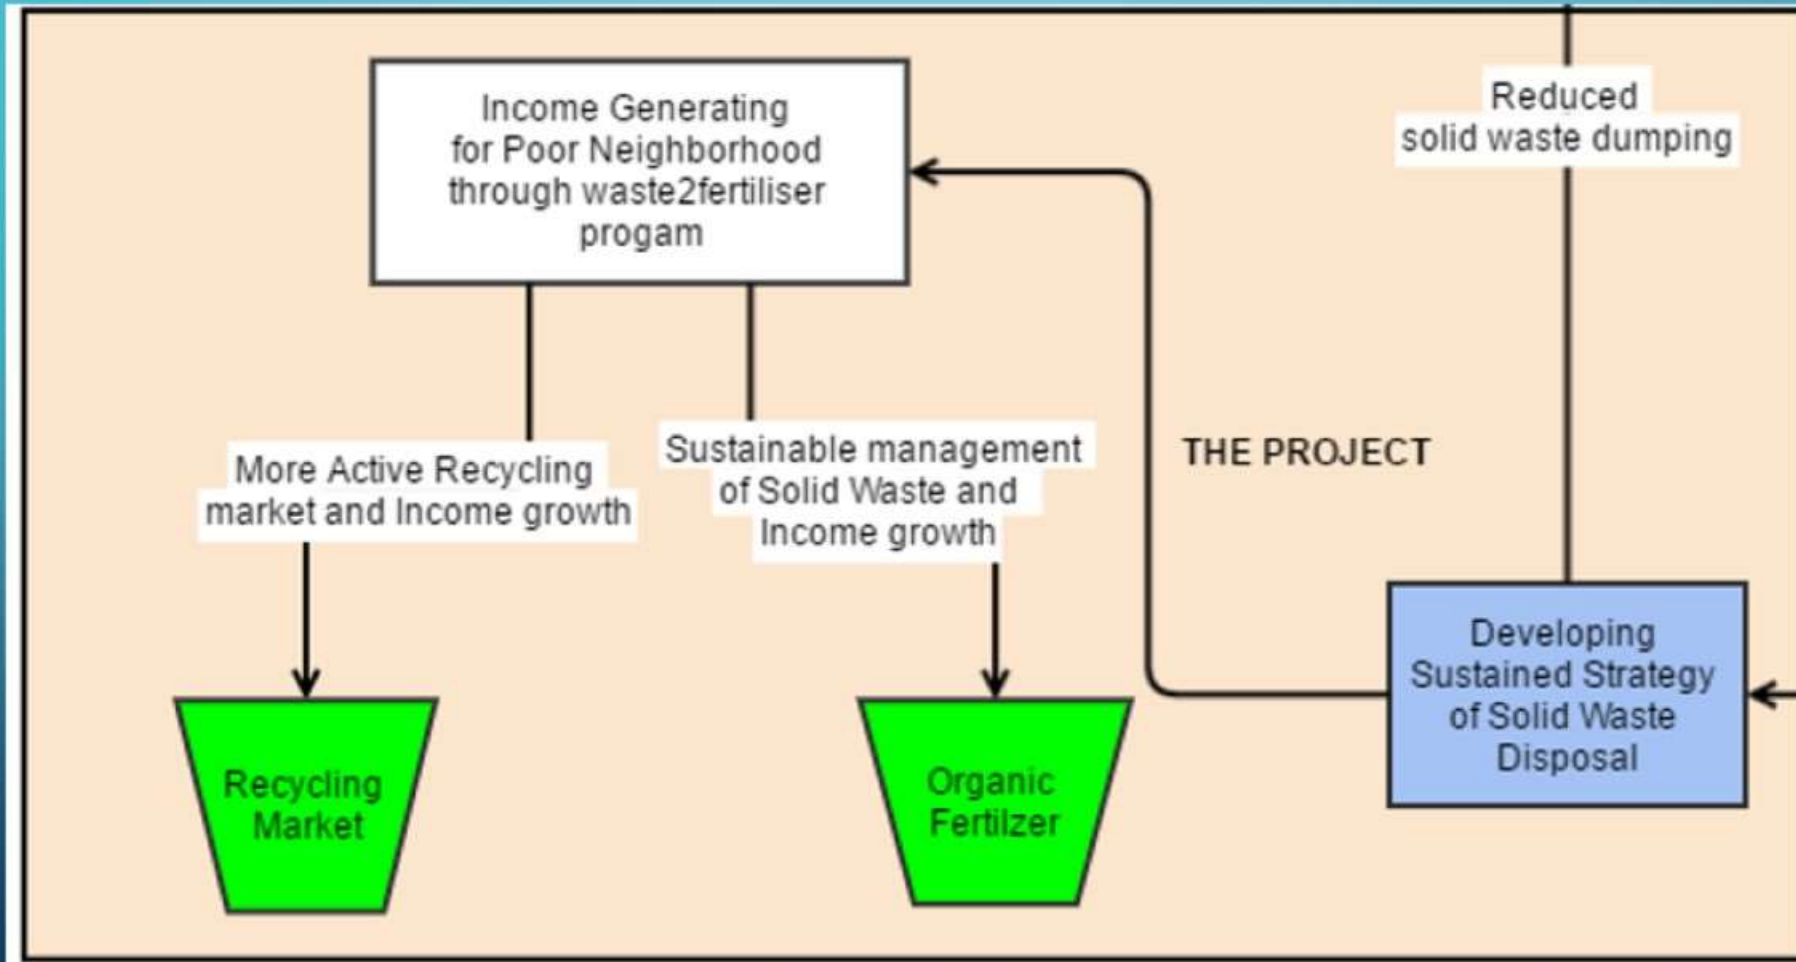 Income Generating
for Poor Neighborhood
through waste2fertiliser
progam
Reduced
solid waste dumping
More Active Recycling
market and Income growth
Sustainable management
of Solid Waste and
Income growth
THE PROJECT
Developing
Sustained Strategy
of Solid Waste
Disposal
Recycling
Market
Organic
Fertilzer